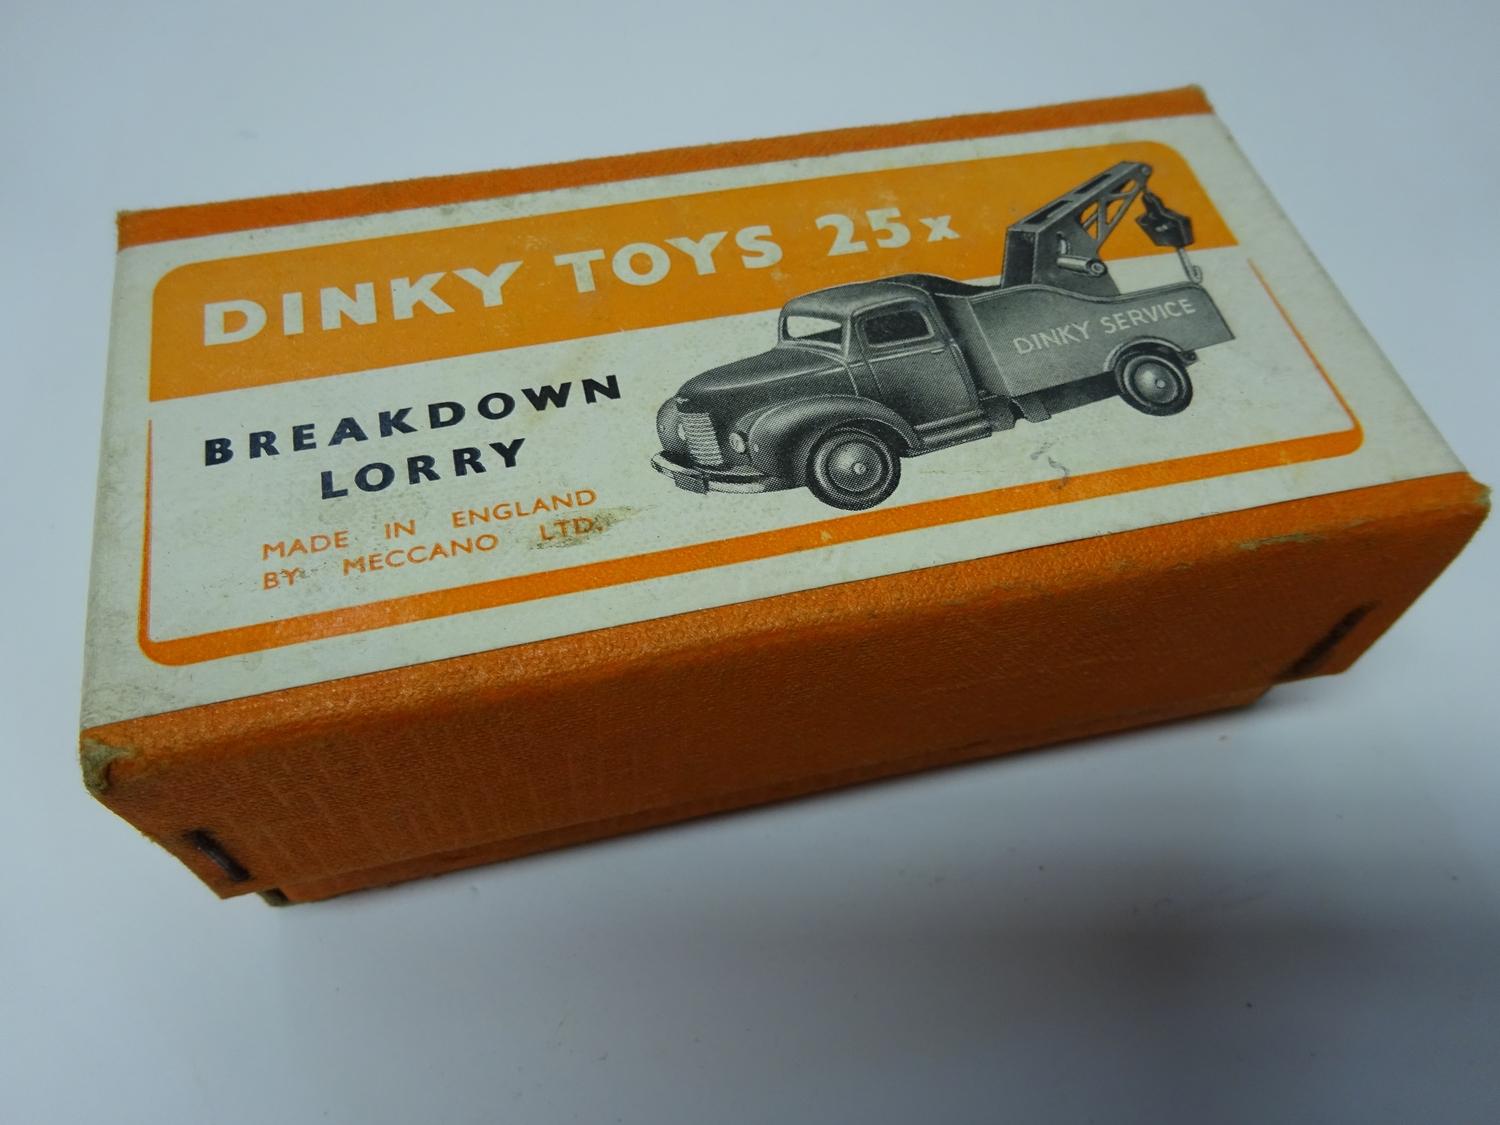 DINKY TOYS 25x
DINKY SERVICE
BREAKDOWN
LORRY
MADE IN ENGLAND
BY MECCANO LTD.